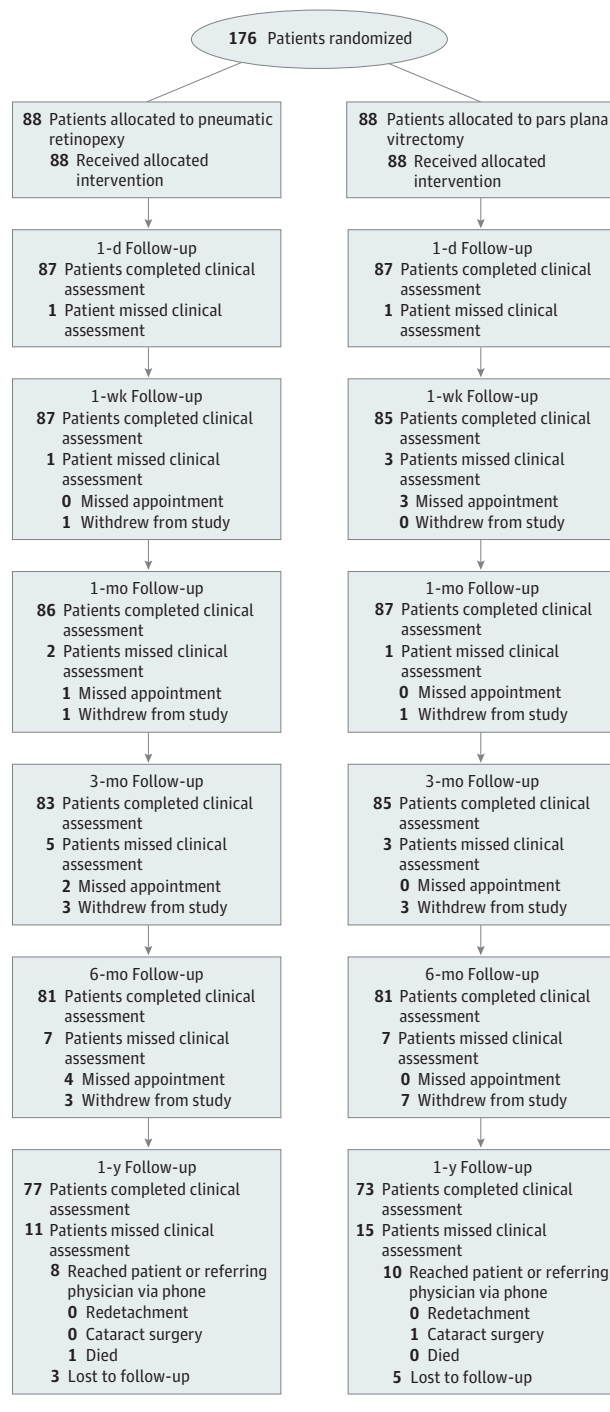 176 Patients randomized
88 Patients allocated to pneumatic
retinopexy
88 Received allocated
intervention
88 Patients allocated to pars plana
vitrectomy
88 Received allocated
intervention
1-d Follow-up
87 Patients completed clinical
assessment
1 Patient missed clinical
assessment
1-d Follow-up
87 Patients completed clinical
assessment
1 Patient missed clinical
assessment
1-wk Follow-up
87 Patients completed clinical
assessment
1 Patient missed clinical
assessment
0 Missed appointment
1 Withdrew from study
1-wk Follow-up
85 Patients completed clinical
assessment
3 Patients missed clinical
assessment
3 Missed appointment
0 Withdrew from study
1-mo Follow-up
86 Patients completed clinical
assessment
2 Patients missed clinical
assessment
1 Missed appointment
1 Withdrew from study
1-mo Follow-up
87 Patients completed clinical
assessment
1 Patient missed clinical
assessment
0 Missed appointment
1 Withdrew from study
3-mo Follow-up
83 Patients completed clinical
assessment
5 Patients missed clinical
assessment
2 Missed appointment
3 Withdrew from study
3-mo Follow-up
85 Patients completed clinical
assessment
3 Patients missed clinical
assessment
0 Missed appointment
3 Withdrew from study
6-mo Follow-up
81 Patients completed clinical
assessment
7 Patients missed clinical
assessment
4 Missed appointment
3 Withdrew from study
6-mo Follow-up
81 Patients completed clinical
assessment
7 Patients missed clinical
assessment
0 Missed appointment
7 Withdrew from study
1-y Follow-up
77 Patients completed clinical
assessment
11 Patients missed clinical
assessment
8 Reached patient or referring
physician via phone
0 Redetachment
0 Cataract surgery
1 Died
3 Lost to follow-up
1-y Follow-up
73 Patients completed clinical
assessment
15 Patients missed clinical
assessment
10 Reached patient or referring
physician via phone
0 Redetachment
1 Cataract surgery
0 Died
5 Lost to follow-up